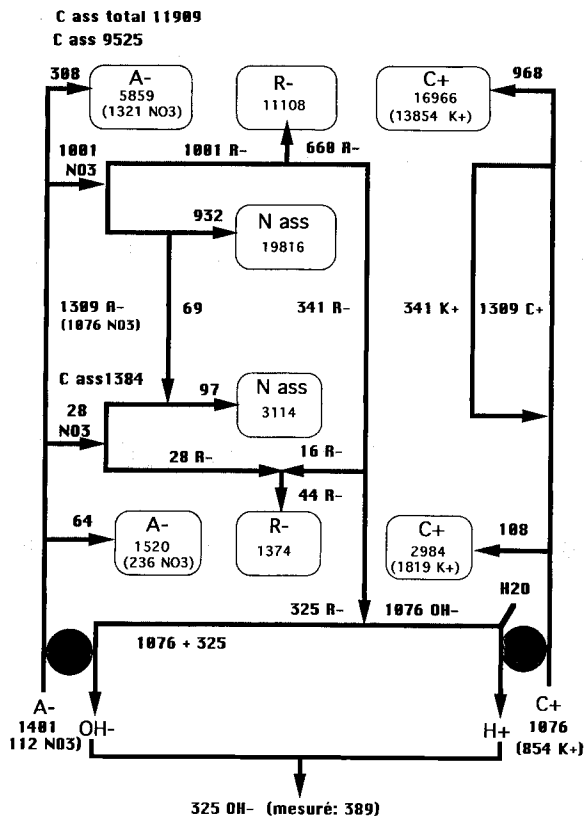 C ass total 11909
C ass 9525
308
A-
5859
(1321 NO3)
R-
11108
C+
16966
(13854 K+)
968
1001
NO3
1001 R-
660 R-
932
N ass
19816
1309 A-
(1076 NO3)
69
341 R-
341 K+
1309 C+
C ass1384
97
N ass
3114
28
NO3
28 R-
16 R-
44 R-
64
A-
1520
(236 NO3)
R-
1374
C+
2984
(1819 K+)
108
H2O
325 R-
1076 OH-
1076 + 325
A-
1401
112 NO3)
OH-
H+
C+
1076
(854 K+)
325 OH- (mesuré: 389)